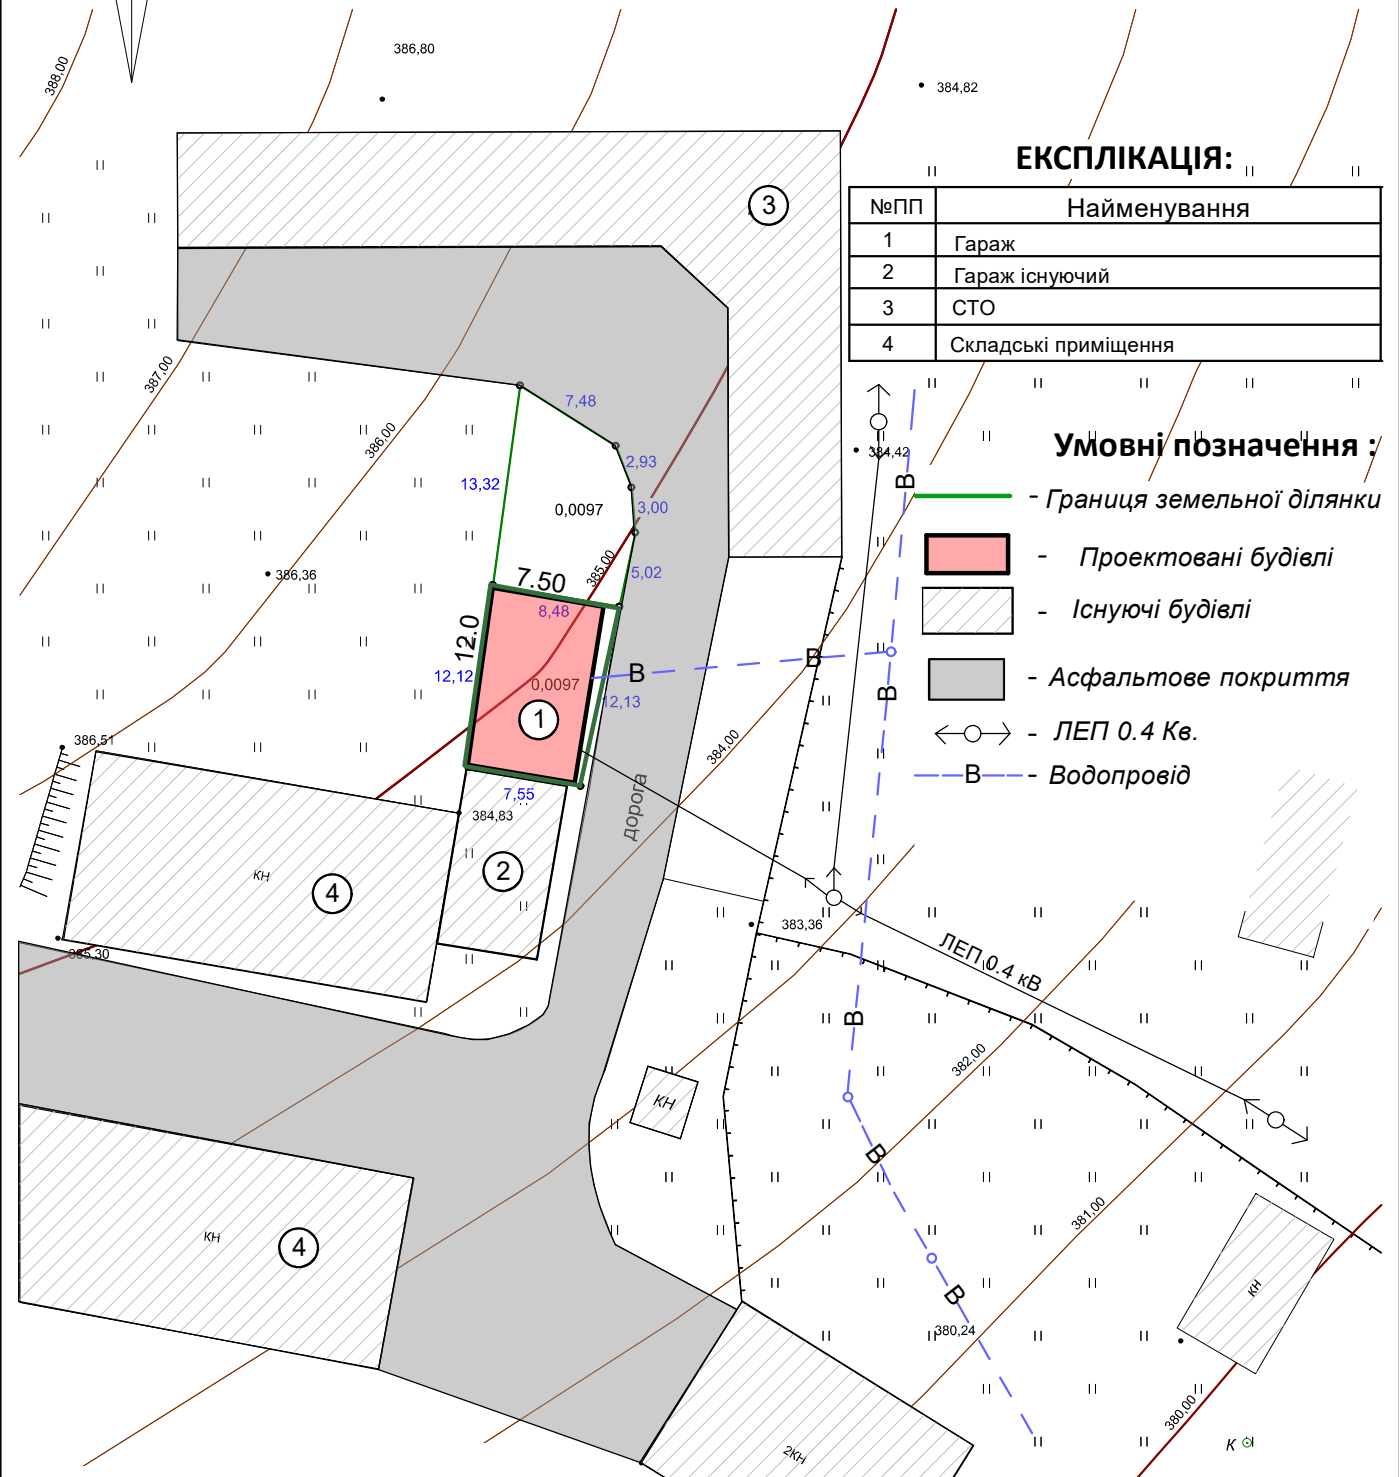 388,00
386,80
384,82
ЕКСПЛІКАЦІЯ:
№ПП Найменування
1 Гараж
2 Гараж існуючий
3 СТО
4 Складські приміщення
3
387,00
386,00
7,48
2,93
13,32
0,0097
3,00
385,00
5,02
384,42
В
Умовні позначення :
- Границя земельної ділянки
- Проектовані будівлі
- Існуючі будівлі
- Асфальтове покриття
- ЛЕП 0.4 Кв.
В - Водопровід
386,36
7.50
8,48
12.0
12,12
0,0097
12,13
1
В
В
В
386,51
7,55
384,83
дорога
384,00
2
КН
4
385,30
383,36
ЛЕП 0.4 кВ
В
382,00
КН
В
381,00
КН
4
В
380,24
КН
380,00
2КН
К